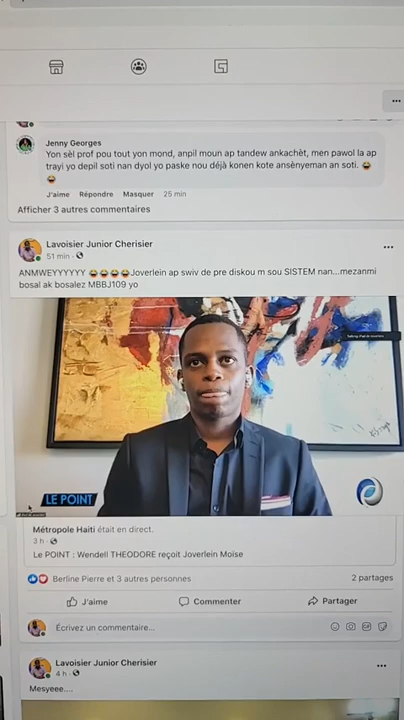 Jenny Georges
Yon sèl prof pou tout yon mond, anpil moun ap tandew ankachèt, men pawol la ap
trayi yo depil soti nan dyol yo paske nou déjà konen kote ansènyeman an soti. 😂
😂
J'aime Répondre Masquer 25 min
Afficher 3 autres commentaires
Lavoisier Junior Cherisier
51 min
ANMWEYYYYYY 😂😂😂😂Joverlein ap swiv de pre diskou m sou SISTEM nan...mezanmi
bosal ak bosalez MBBJ109 yo
LE POINT
Métropole Haiti était en direct.
3 h
Le POINT : Wendell THEODORE reçoit Joverlein Moïse
Berline Pierre et 3 autres personnes
2 partages
J'aime Commenter Partager
Écrivez un commentaire...
Lavoisier Junior Cherisier
4 h
Mesyeee....